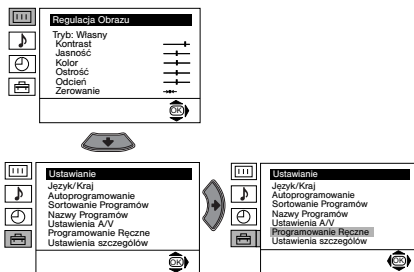 Regulacja Obrazu
Tryb: Własny
Kontrast
Jasność
Kolor
Ostrość
Odcień
Zerowanie
OK
Ustawianie
Język/Kraj
Autoprogramowanie
Sortowanie Programów
Nazwy Programów
Ustawienia A/V
Programowanie Ręczne
Ustawienia szczegółów
OK
Ustawianie
Język/Kraj
Autoprogramowanie
Sortowanie Programów
Nazwy Programów
Ustawienia A/V
Programowanie Ręczne
Ustawienia szczegółów
OK